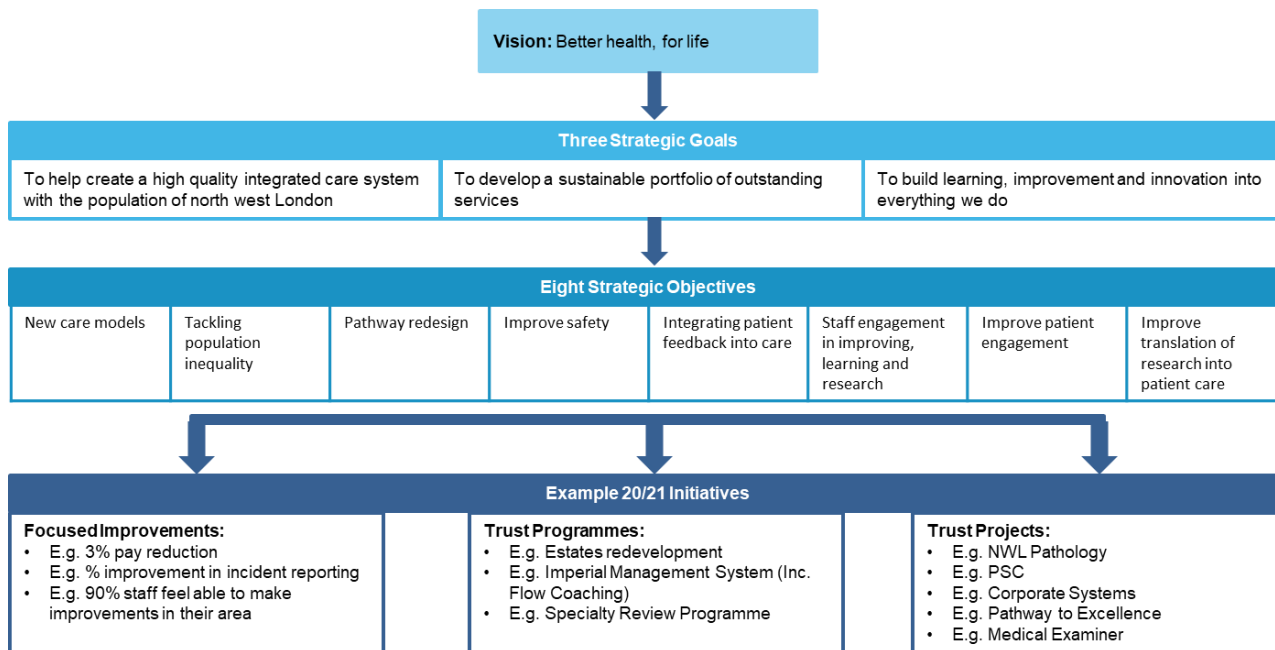 Vision: Better health, for life
Three Strategic Goals
To help create a high quality integrated care system
with the population of north west London
To develop a sustainable portfolio of outstanding
services
To build learning, improvement and innovation into
everything we do
Eight Strategic Objectives
New care models
Tackling
population
inequality
Pathway redesign
Improve safety
Integrating patient
feedback into care
Staff engagement
in improving,
learning and
research
Improve patient
engagement
Improve
translation of
research into
patient care
Example 20/21 Initiatives
Focused Improvements:
• E.g. 3% pay reduction
• E.g. % improvement in incident reporting
• E.g. 90% staff feel able to make
improvements in their area
Trust Programmes:
• E.g. Estates redevelopment
• E.g. Imperial Management System (Inc.
Flow Coaching)
• E.g. Specialty Review Programme
Trust Projects:
• E.g. NWL Pathology
• E.g. PSC
• E.g. Corporate Systems
• E.g. Pathway to Excellence
• E.g. Medical Examiner